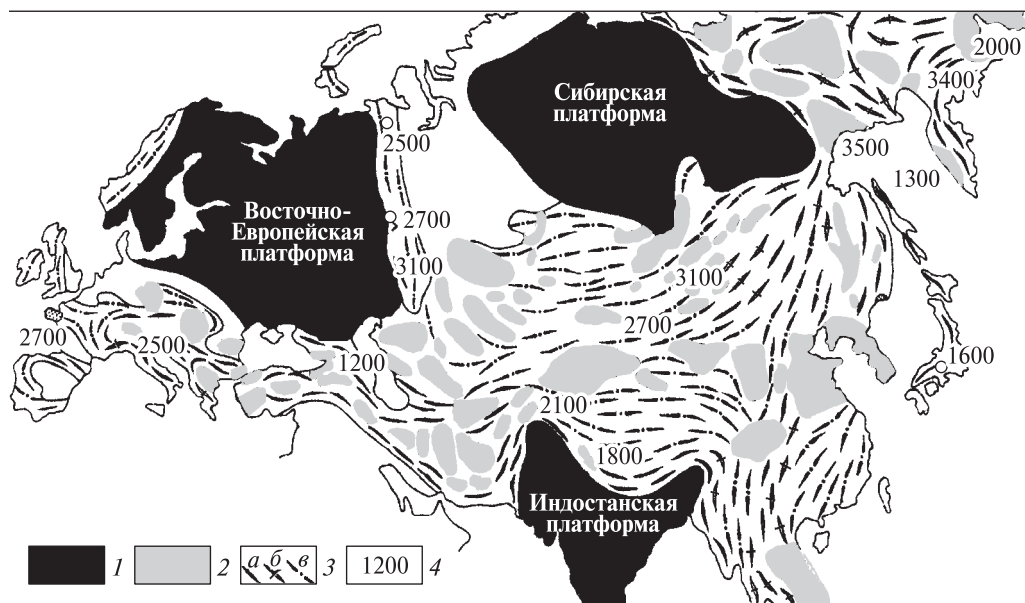 2000
3400
Сибирская
платформа
2500
3500
1300
Восточно-
Европейская
платформа
2700
3100
3100
2700
2700
2500
1200
1600
2100
1800
Индостанская
платформа
1
2
а б в
3
1200
4